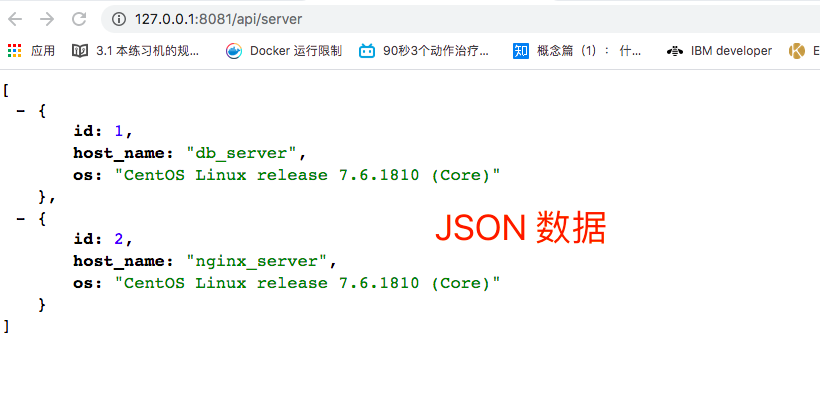 127.0.0.1:8081/api/server
应用 3.1 本练习机的规... Docker 运行限制 90秒3个动作治疗... 知 概念篇（1）： 什... IBM developer E
[
- {
id: 1,
host_name: "db_server",
os: "CentOS Linux release 7.6.1810 (Core)"
},
- {
id: 2,
host_name: "nginx_server",
os: "CentOS Linux release 7.6.1810 (Core)"
}
]
JSON 数据